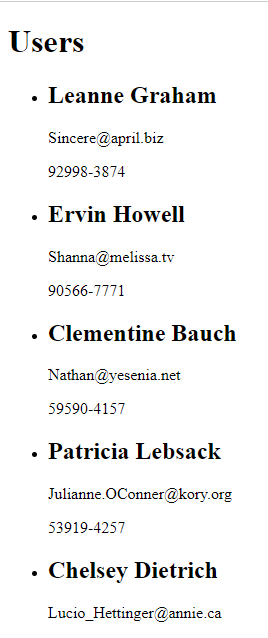 Users
Leanne Graham
Sincere@april.biz
92998-3874
Ervin Howell
Shanna@melissa.tv
90566-7771
Clementine Bauch
Nathan@yesenia.net
59590-4157
Patricia Lebsack
Julianne.OConner@kory.org
53919-4257
Chelsey Dietrich
Lucio_Hettinger@annie.ca